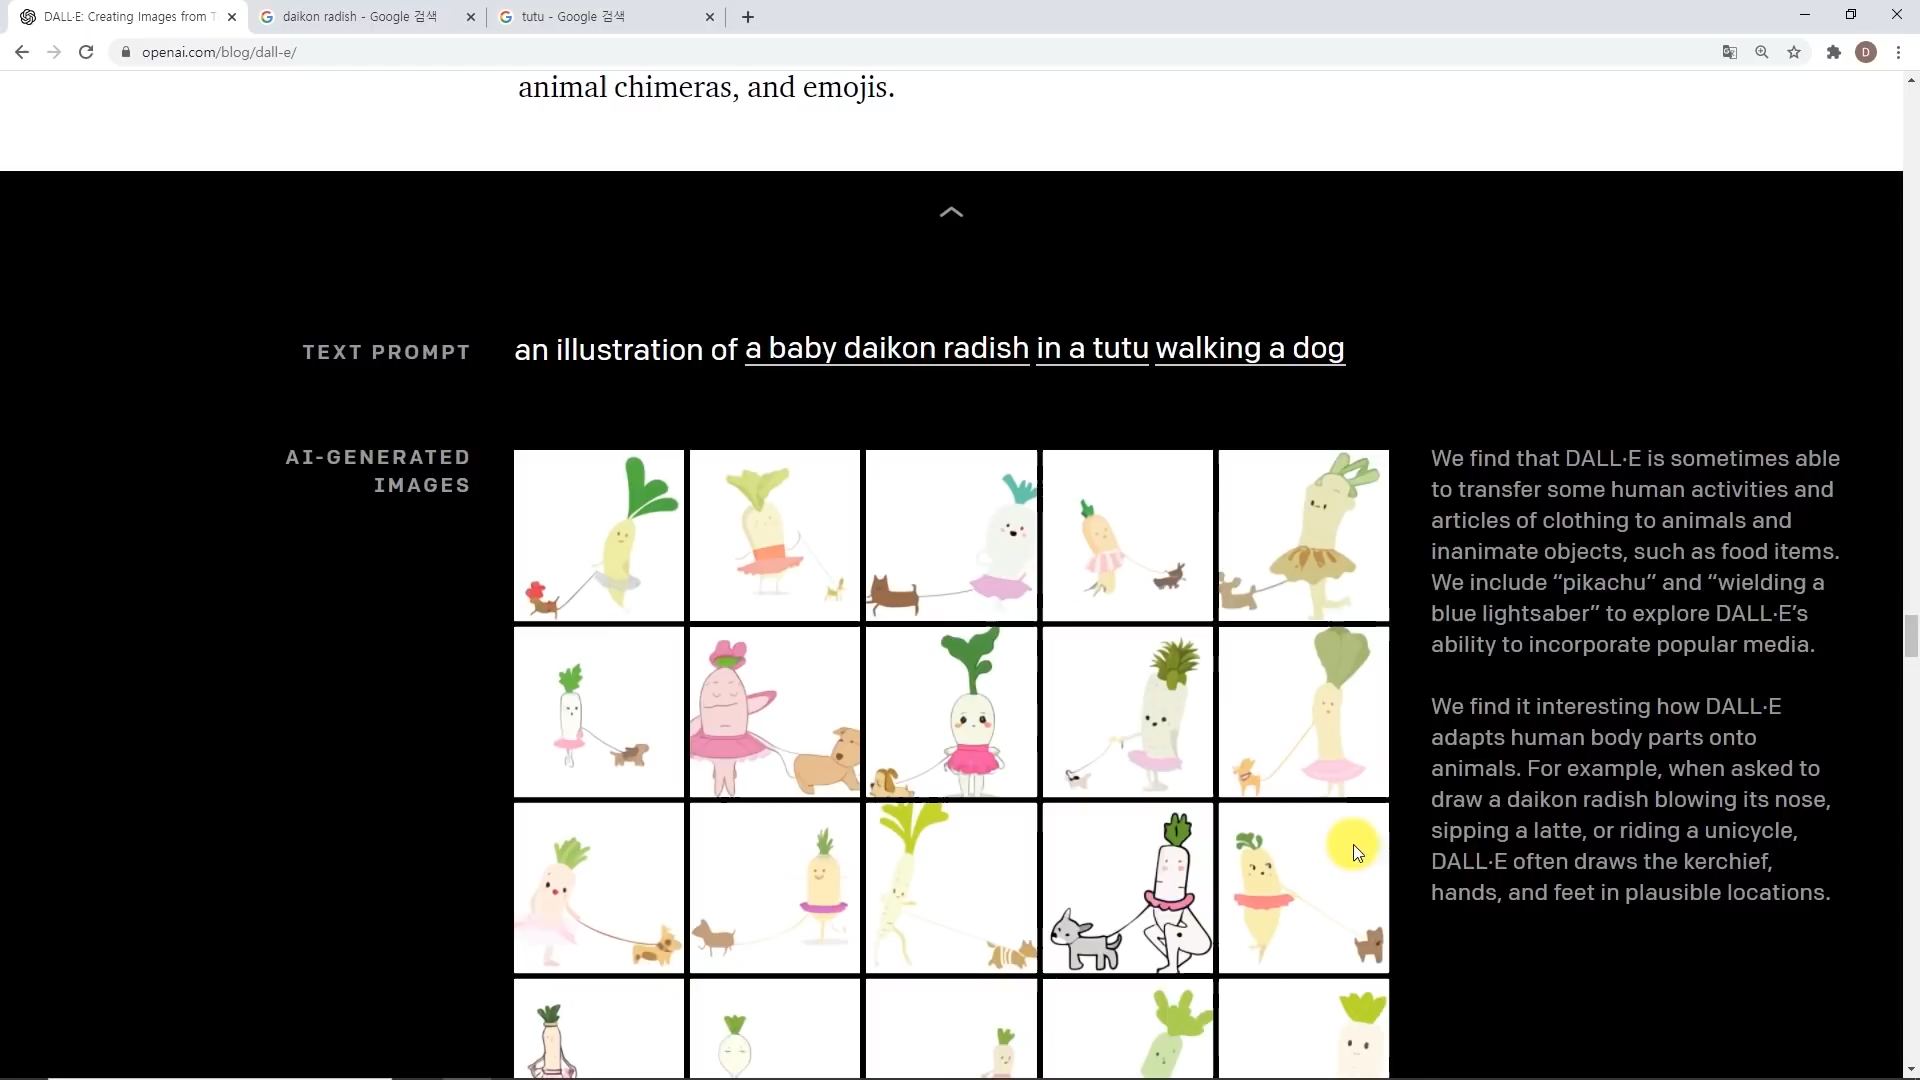 DALL·E: Creating Images from T
daikon radish - Google 검색
tutu - Google 검색
openai.com/blog/dall-e/
D
animal chimeras, and emojis.
TEXT PROMPT
an illustration of a baby daikon radish in a tutu walking a dog
AI-GENERATED
IMAGES
We find that DALL·E is sometimes able
to transfer some human activities and
articles of clothing to animals and
inanimate objects, such as food items.
We include “pikachu” and “wielding a
blue lightsaber” to explore DALL·E’s
ability to incorporate popular media.
We find it interesting how DALL·E
adapts human body parts onto
animals. For example, when asked to
draw a daikon radish blowing its nose,
sipping a latte, or riding a unicycle,
DALL·E often draws the kerchief,
hands, and feet in plausible locations.